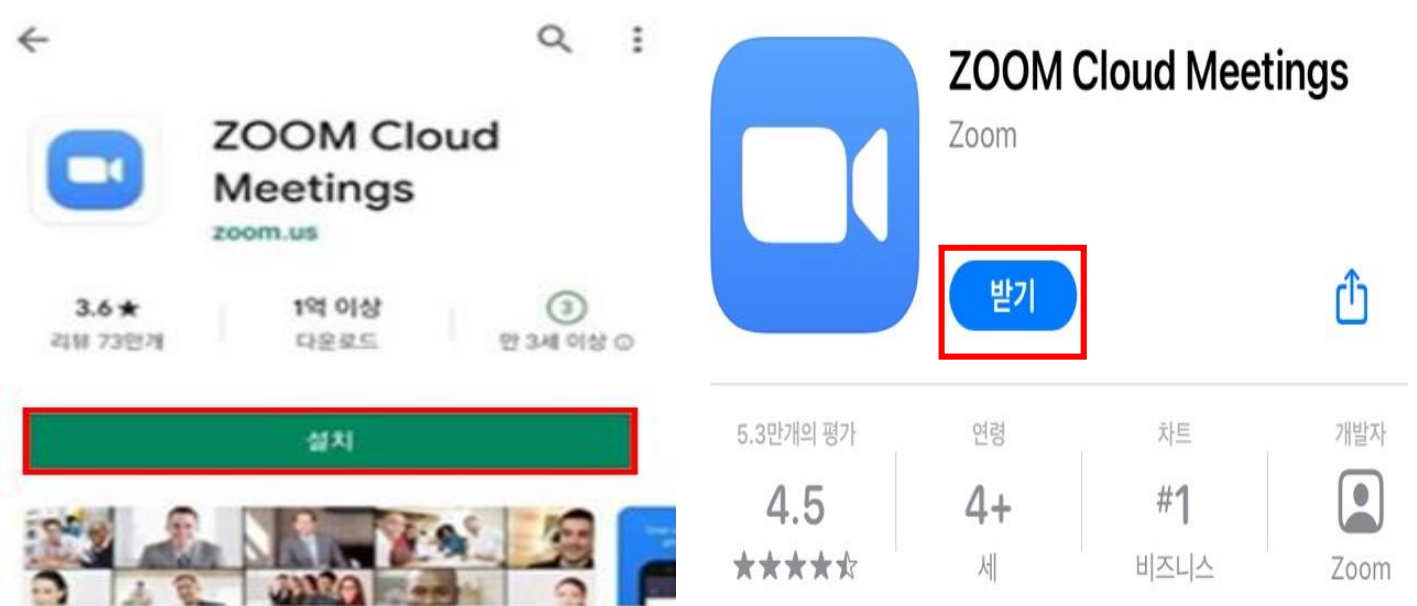 ZOOM Cloud
Meetings
zoom.us
3.6★ 1억 이상 3
리뷰 73만개 다운로드 만 3세 이상
설치
ZOOM Cloud Meetings
Zoom
받기
5.3만개의 평가 연령 차트 개발자
4.5 4+ #1
★★★★⯪ 세 비즈니스 Zoom